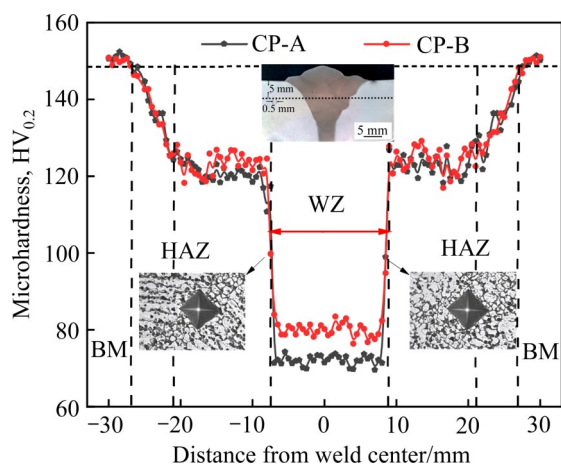 160
CP-A
CP-B
140
5 mm
0.5 mm
5 mm
120
WZ
100
HAZ
HAZ
80
BM
BM
60
−30
−20
−10
0
10
20
30
Microhardness, HV0.2
Distance from weld center/mm